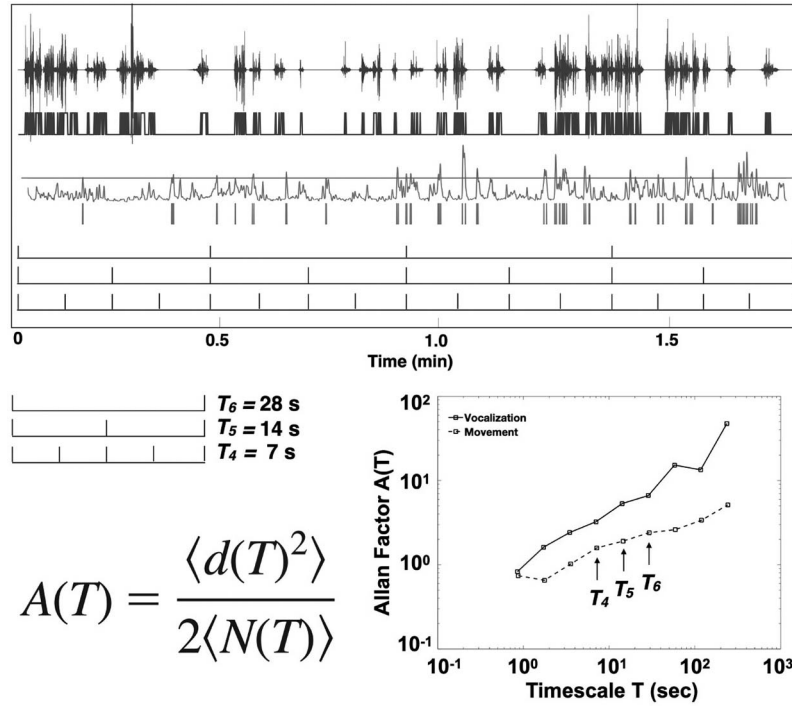 0 0.5 1.0 1.5
Time (min)
T₆ = 28 s
T₅ = 14 s
T₄ = 7 s
A(T) = ⟨d(T)²⟩ / 2⟨N(T)⟩
Allan Factor A(T)
10²
10¹
10⁰
10⁻¹
Vocalization
Movement
T₄ T₅ T₆
10⁻¹ 10⁰ 10¹ 10² 10³
Timescale T (sec)